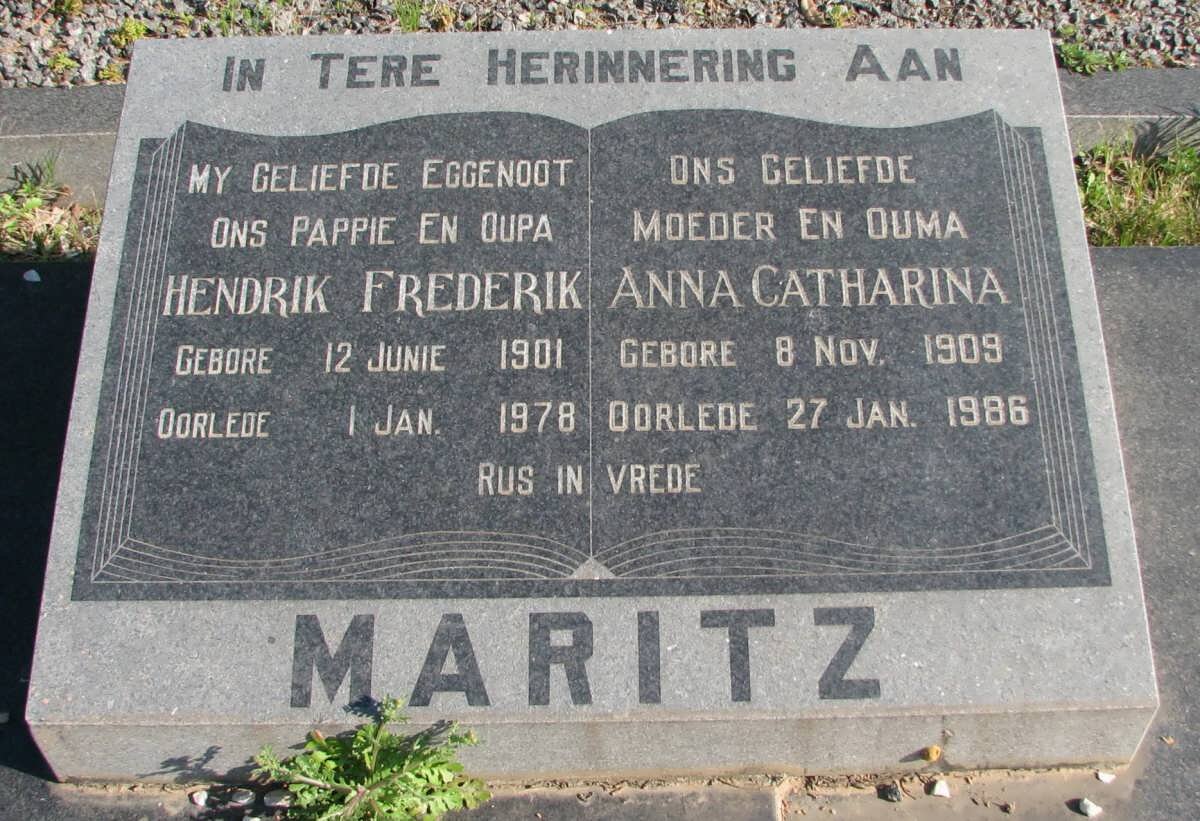 IN TERE HERINNERING AAN
MY GELIEFDE EGGENOOT
ONS PAPPIE EN OUPA
HENDRIK FREDERIK
GEBORE 12 JUNIE 1901
OORLEDE 1 JAN. 1978
ONS GELIEFDE
MOEDER EN OUMA
ANNA CATHARINA
GEBORE 8 NOV. 1909
OORLEDE 27 JAN. 1986
RUS IN VREDE
MARITZ